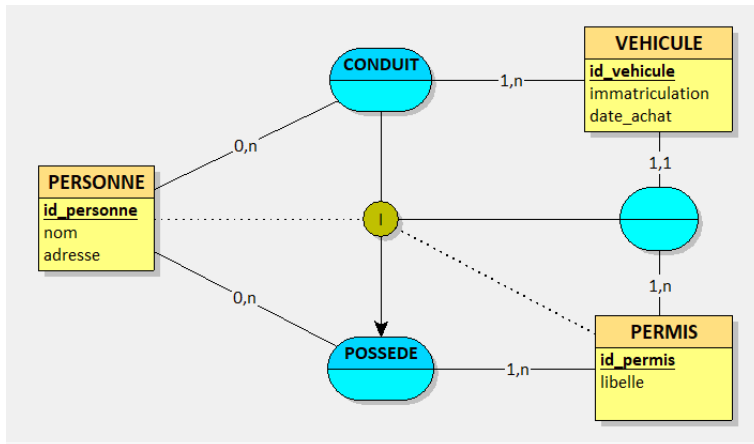 VEHICULE
id_vehicule
immatriculation
date_achat
CONDUIT
1,n
0,n
1,1
PERSONNE
id_personne
nom
adresse
I
0,n
1,n
PERMIS
id_permis
libelle
POSSEDE
1,n